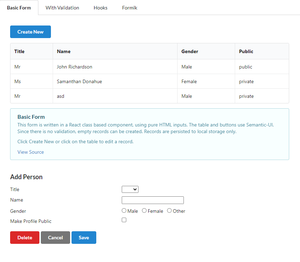 Basic Form With Validation Hooks Formik
Create New
Title Name Gender Public
Mr John Richardson Male public
Ms Samanthan Donahue Female private
Mr asd Male private
Basic Form
This form is written in a React class based component, using pure HTML inputs. The table and buttons use Semantic UI.
Since there is no validation, empty records can be created. Records are persisted to local storage only.
Click Create New or click on the table to edit a record.
View Source
Add Person
Title
Name
Gender Male Female Other
Make Profile Public
Delete Cancel Save